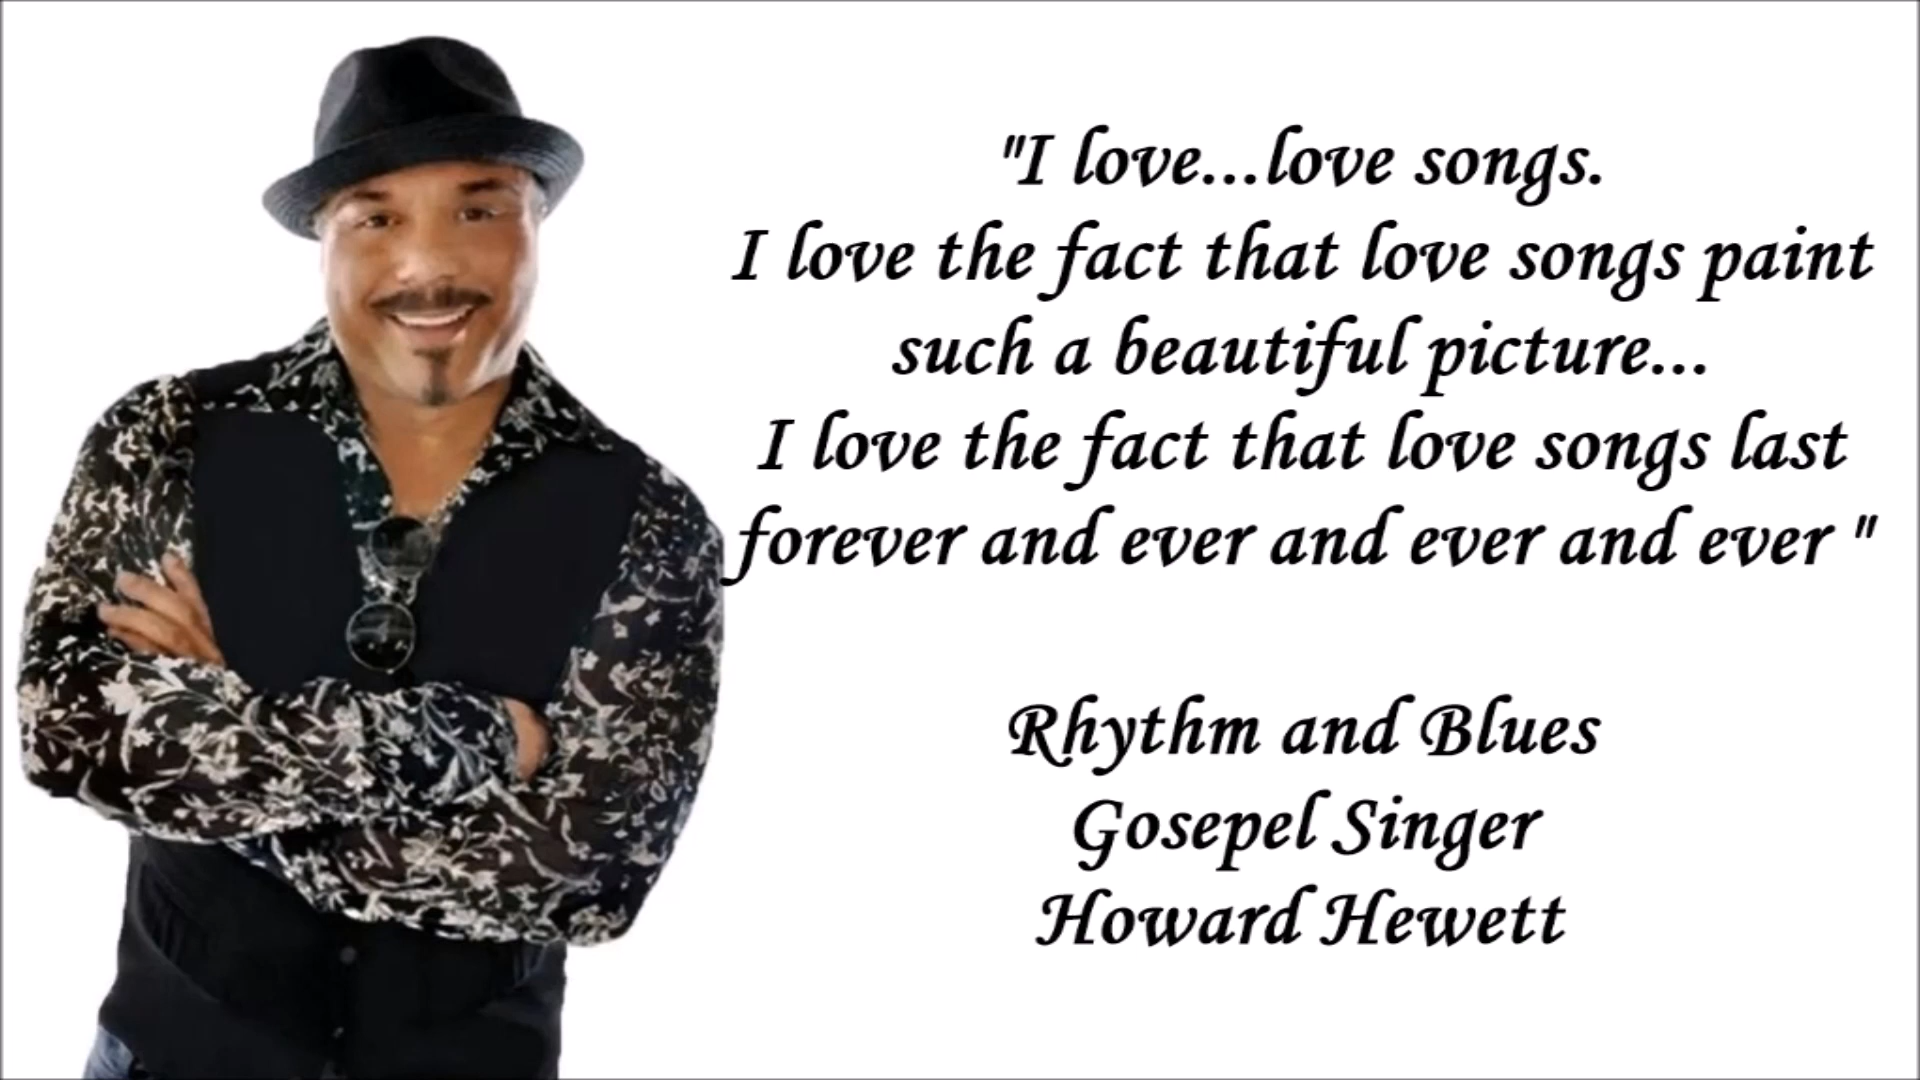 "I love...love songs.
I love the fact that love songs paint
such a beautiful picture...
I love the fact that love songs last
forever and ever and ever and ever "
Rhythm and Blues
Gosepel Singer
Howard Hewett